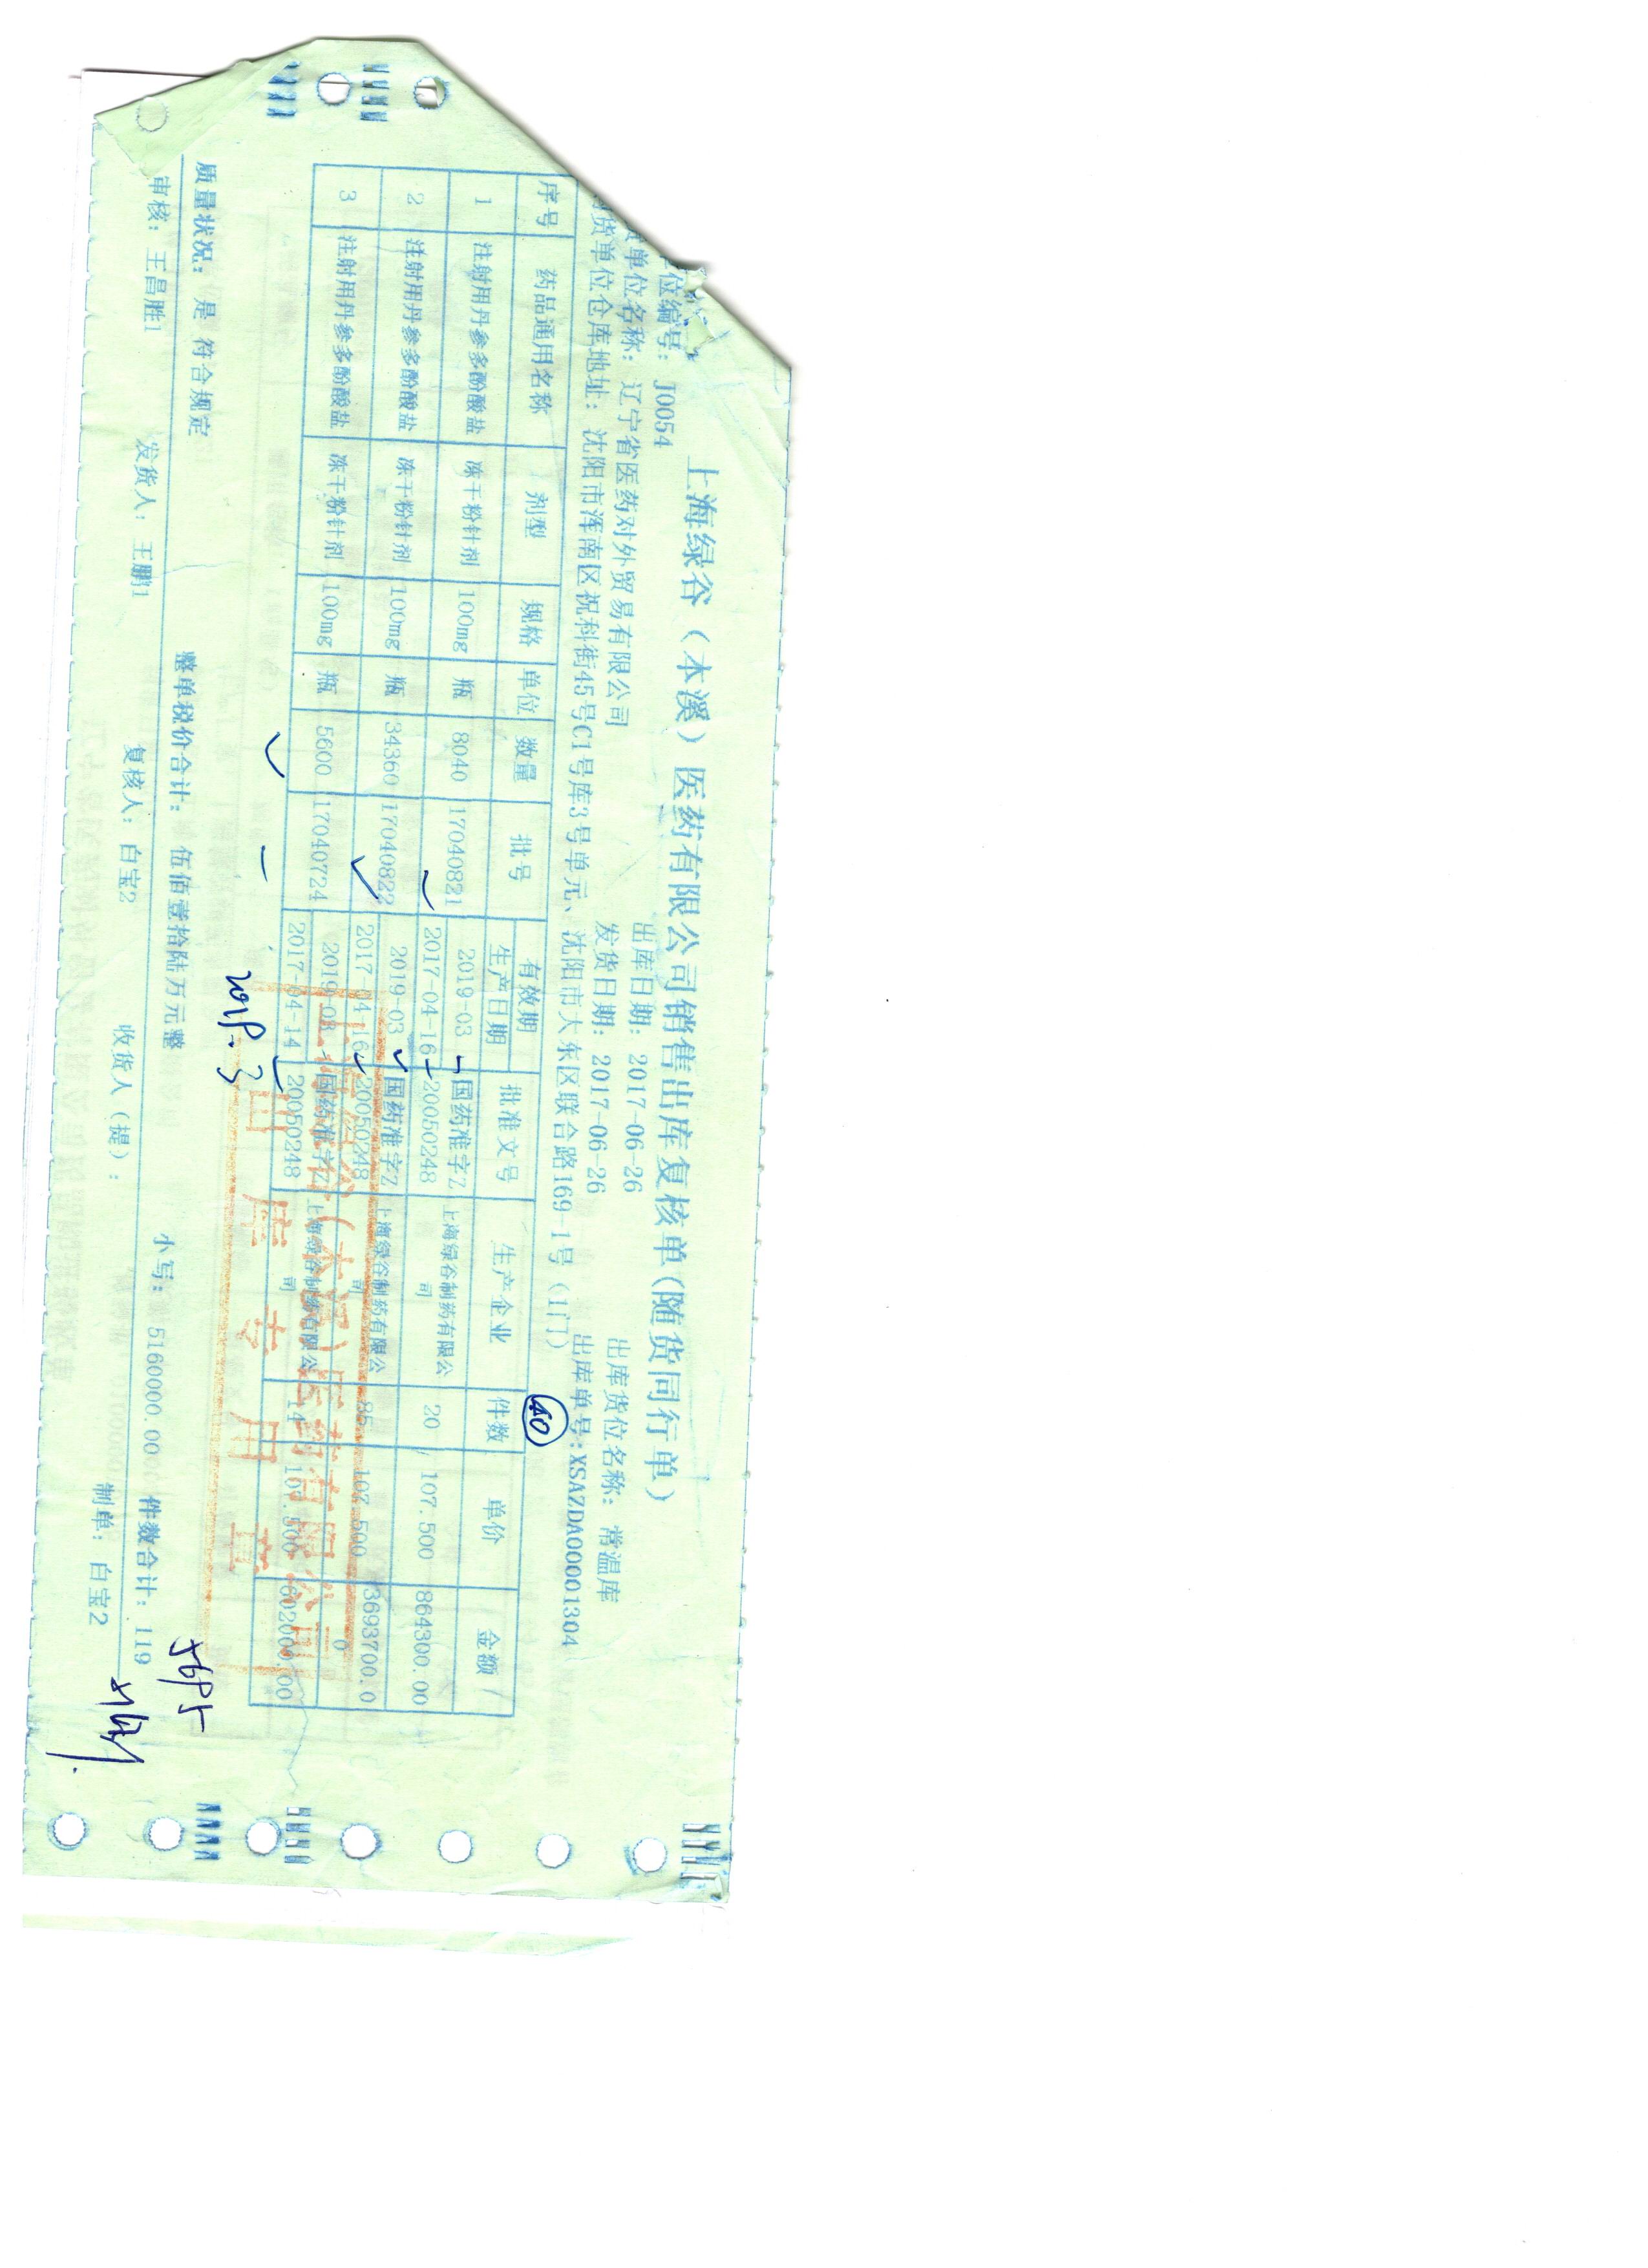 上海绿谷（本溪）医药有限公司销售出库复核单(随货同行单)
位编号：J0054
出库日期：2017-06-26
货单位名称：辽宁省医药对外贸易有限公司
出库货位名称：常温库
发货日期：2017-06-26
货单位仓库地址：沈阳市浑南区祝科街45号C1号库3号单元、沈阳市大东区联合路169-1号（1门）
出库单号:XSAZDA00001304
40
序号 药品通用名称 剂型 规格 单位 数量 批号 有效期 生产日期 批准文号 生产企业 件数 单价 金额
1 注射用丹参多酚酸盐 冻干粉针剂 100mg 瓶 8040 17040821 2019-03 2017-04-16 国药准字Z20050248 上海绿谷制药有限公司 20 107.500 864300.00
2 注射用丹参多酚酸盐 冻干粉针剂 100mg 瓶 34360 17040822 2019-03 2017-04-16 国药准字Z20050248 上海绿谷制药有限公司 85 107.500 3693700.00
3 注射用丹参多酚酸盐 冻干粉针剂 100mg 瓶 5600 17040724 2019-03 2017-04-14 国药准字Z20050248 上海绿谷制药有限公司 14 107.500 602000.00
上海绿谷(本溪)医药有限公司
出库专用章
2019.3
质量状况：是 符合规定
整单税价合计：伍佰壹拾陆万元整
小写：5160000.00
件数合计：119
审核：王昌胜1
发货人：王鹏1
复核人：白宝2
收货人（提）：
制单：白宝2